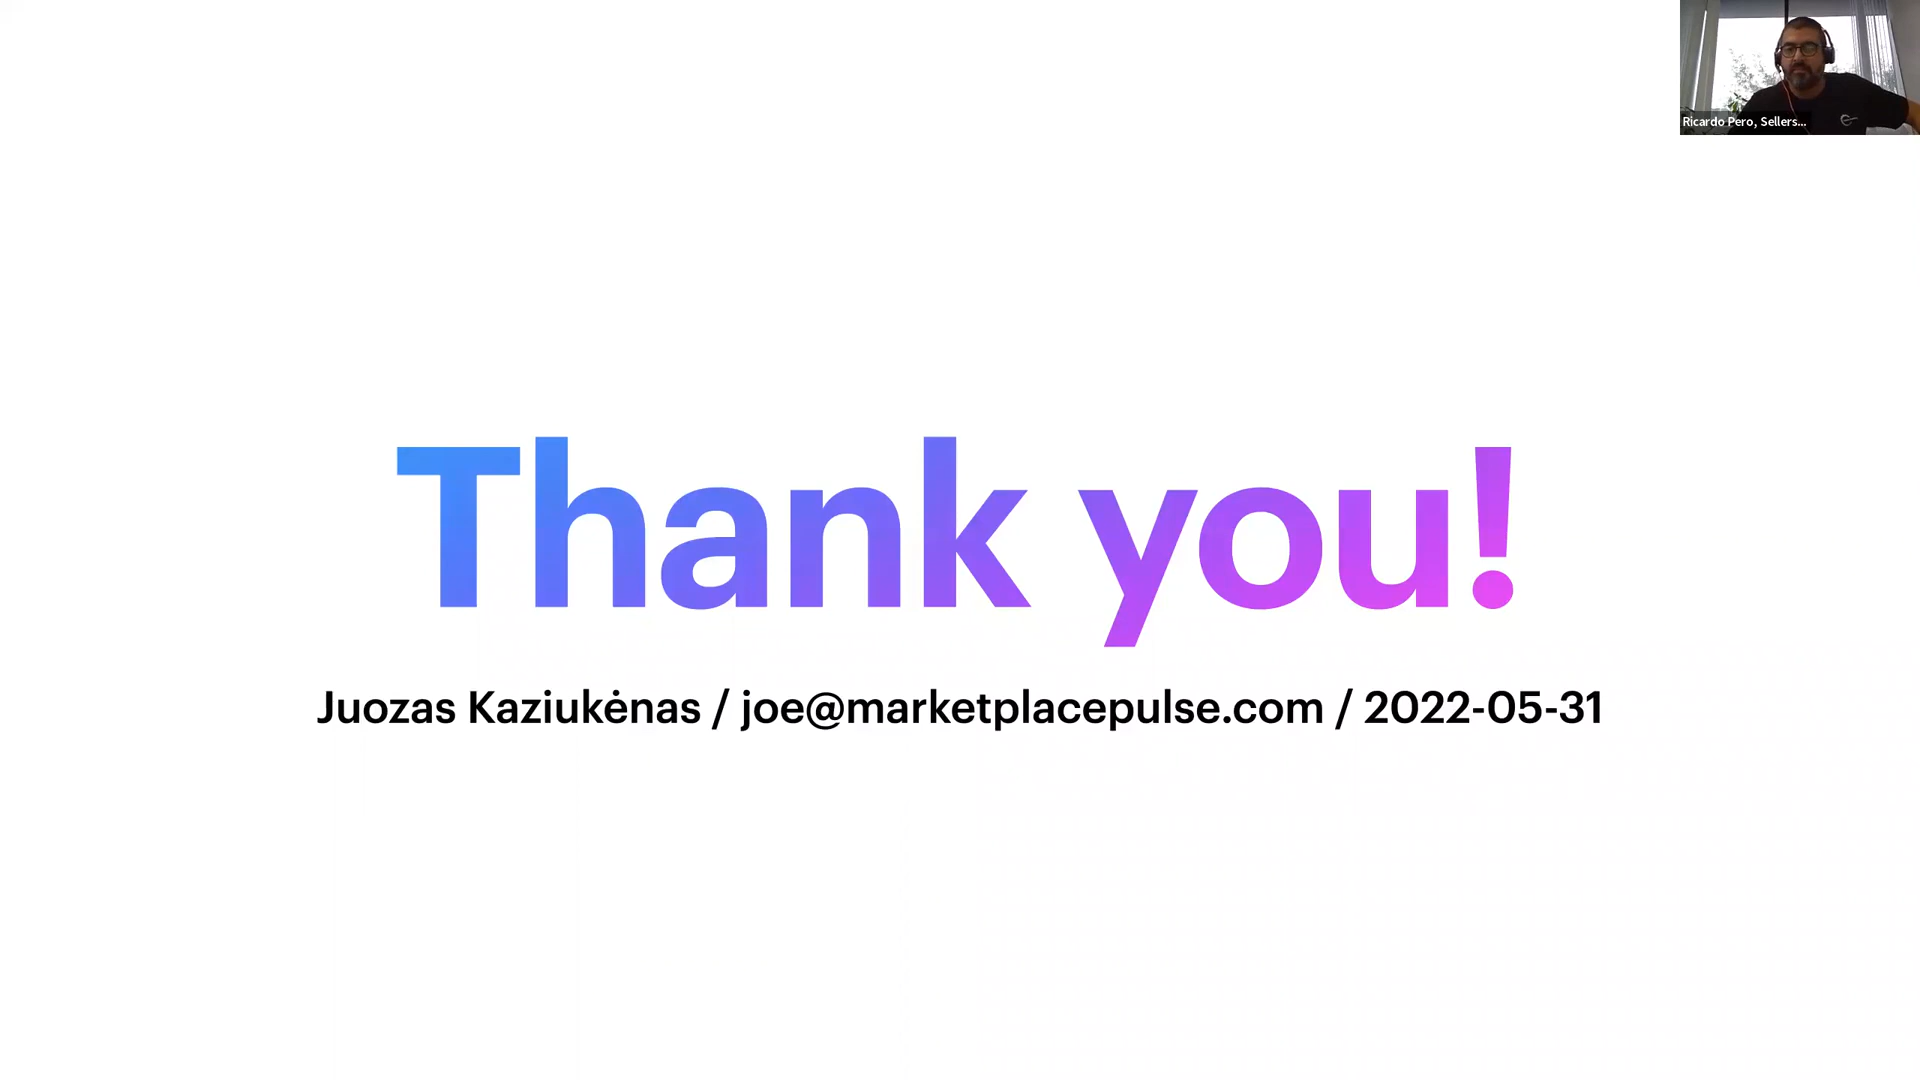 Ricardo Pero, Sellers...
Thank you!
Juozas Kaziukėnas / joe@marketplacepulse.com / 2022-05-31